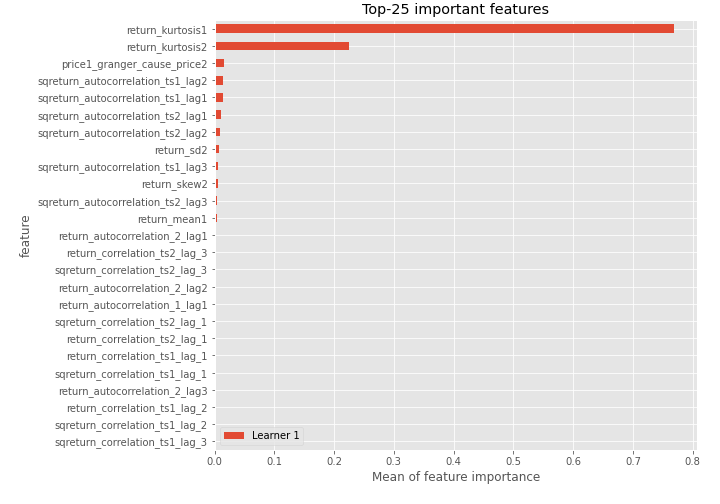 Top-25 important features
return_kurtosis1
return_kurtosis2
price1_granger_cause_price2
sqreturn_autocorrelation_ts1_lag2
sqreturn_autocorrelation_ts1_lag1
sqreturn_autocorrelation_ts2_lag1
sqreturn_autocorrelation_ts2_lag2
return_sd2
sqreturn_autocorrelation_ts1_lag3
return_skew2
sqreturn_autocorrelation_ts2_lag3
return_mean1
return_autocorrelation_2_lag1
return_correlation_ts2_lag_3
sqreturn_correlation_ts2_lag_3
return_autocorrelation_2_lag2
return_autocorrelation_1_lag1
sqreturn_correlation_ts2_lag_1
return_correlation_ts2_lag_1
return_correlation_ts1_lag_1
sqreturn_correlation_ts1_lag_1
return_autocorrelation_2_lag3
return_correlation_ts1_lag_2
sqreturn_correlation_ts1_lag_2
sqreturn_correlation_ts1_lag_3
feature
Learner 1
0.0 0.1 0.2 0.3 0.4 0.5 0.6 0.7 0.8
Mean of feature importance